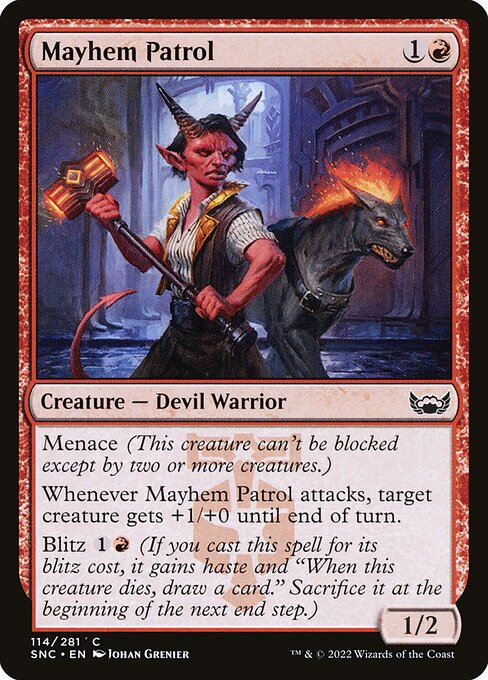 Mayhem Patrol 1
Creature — Devil Warrior
Menace (This creature can't be blocked
except by two or more creatures.)
Whenever Mayhem Patrol attacks, target
creature gets +1/+0 until end of turn.
Blitz 1 (If you cast this spell for its
blitz cost, it gains haste and “When this
creature dies, draw a card.” Sacrifice it at the
beginning of the next end step.)
1/2
114/281 C
SNC • EN Johan Grenier
™ & © 2022 Wizards of the Coast